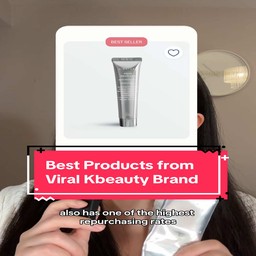 BEST SELLER
Best Products from
Viral Kbeauty Brand
also has one of the highest
repurchasing rates